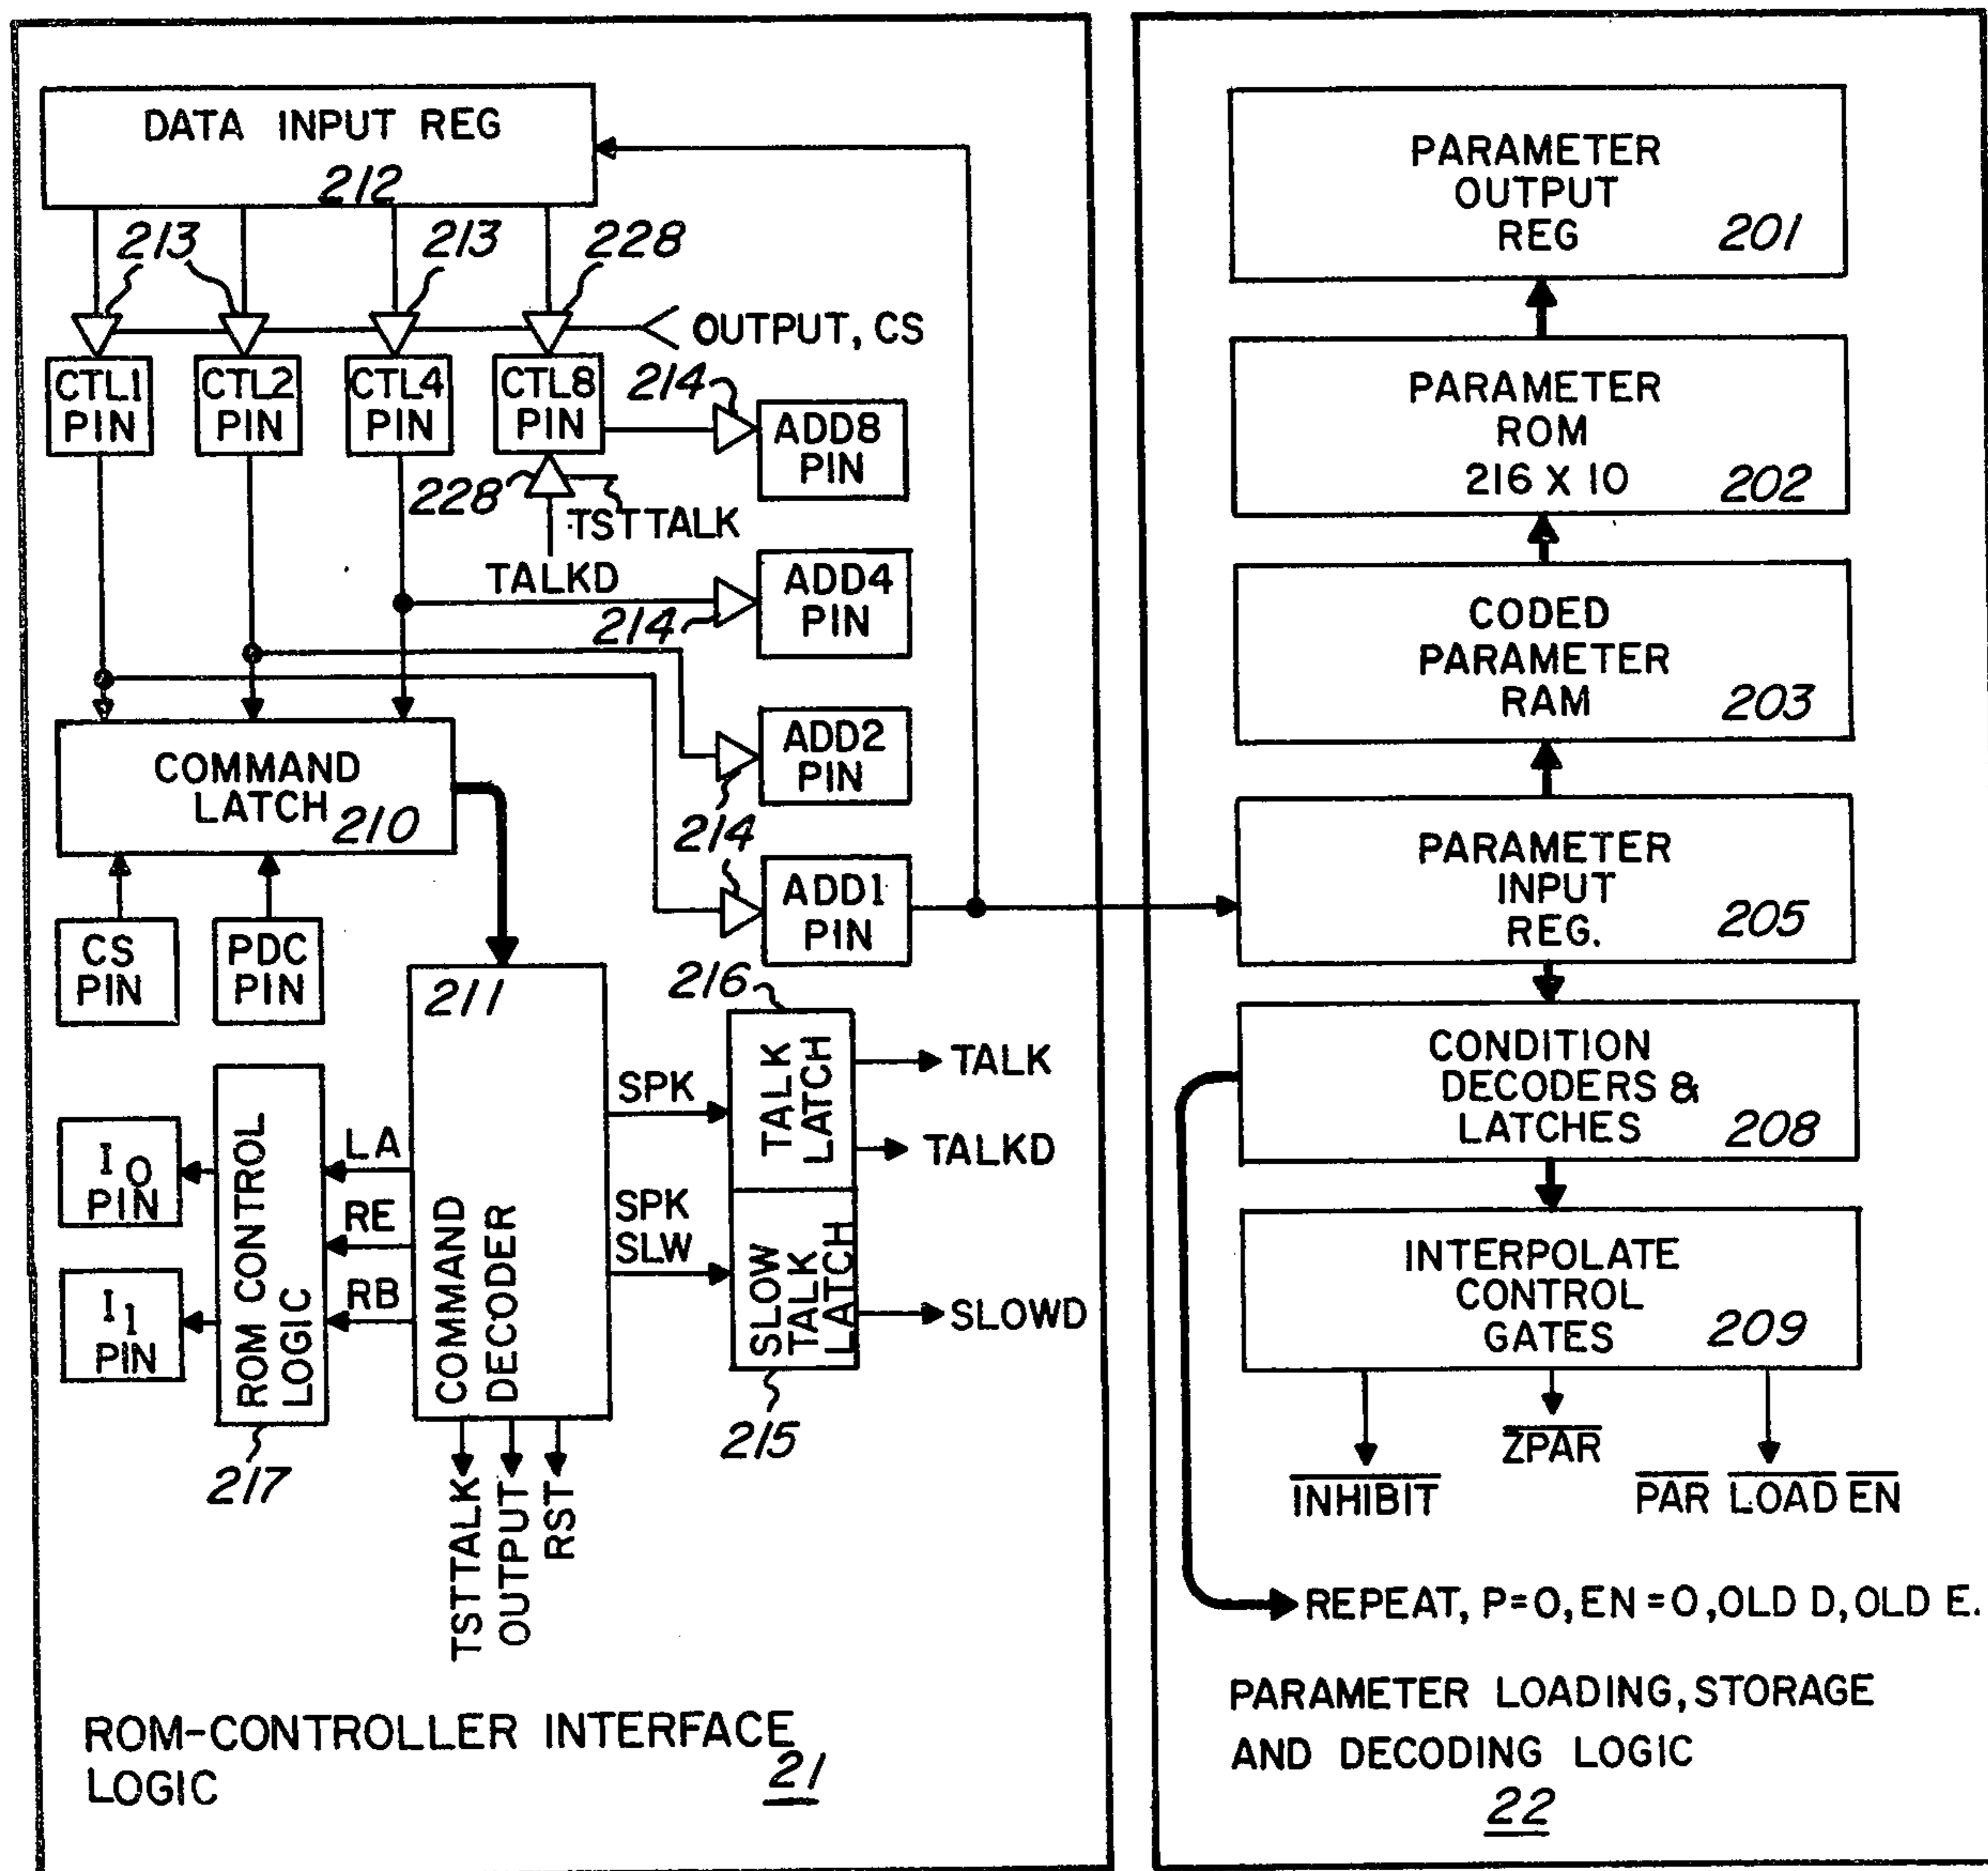 DATA INPUT REG
212
213
213
228
OUTPUT, CS
CTL1
PIN
CTL2
PIN
CTL4
PIN
CTL8
PIN
214
ADD8
PIN
228
TSTTALK
TALKD
ADD4
PIN
214
COMMAND
LATCH
210
ADD2
PIN
214
CS
PIN
PDC
PIN
ADD1
PIN
211
COMMAND
DECODER
216
TALK
LATCH
TALK
TALKD
SPK
SPK
SLW
SLOW
TALK
LATCH
SLOWD
215
I0
PIN
I1
PIN
ROM CONTROL
LOGIC
217
LA
RE
RB
TSTTALK
OUTPUT
RST
ROM-CONTROLLER INTERFACE
LOGIC
21
PARAMETER
OUTPUT
REG
201
PARAMETER
ROM
216 X 10
202
CODED
PARAMETER
RAM
203
PARAMETER
INPUT
REG.
205
CONDITION
DECODERS &
LATCHES
208
INTERPOLATE
CONTROL
GATES
209
INHIBIT
ZPAR
PAR LOAD EN
REPEAT, P=0, EN=0, OLD D, OLD E.
PARAMETER LOADING, STORAGE
AND DECODING LOGIC
22